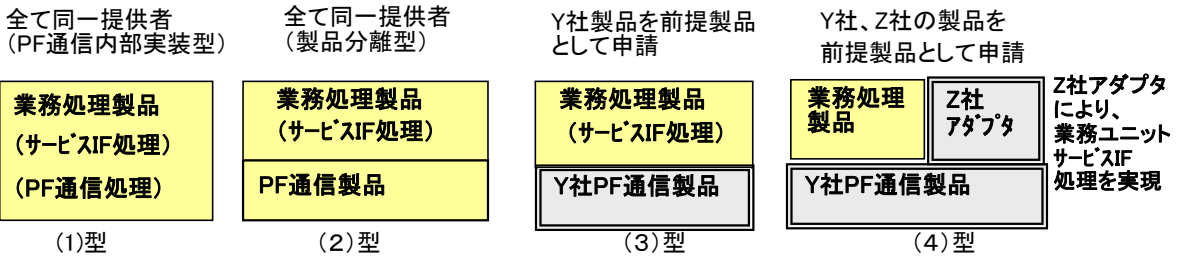 全て同一提供者
(PF通信内部実装型)
業務処理製品
(サービスIF処理)
(PF通信処理)
(1)型
全て同一提供者
(製品分離型)
業務処理製品
(サービスIF処理)
PF通信製品
(2)型
Y社製品を前提製品
として申請
業務処理製品
(サービスIF処理)
Y社PF通信製品
(3)型
Y社、Z社の製品を
前提製品として申請
業務処理
製品
Z社
アダプタ
Y社PF通信製品
Z社アダプタ
により、
業務ユニット
サービスIF
処理を実現
(4)型